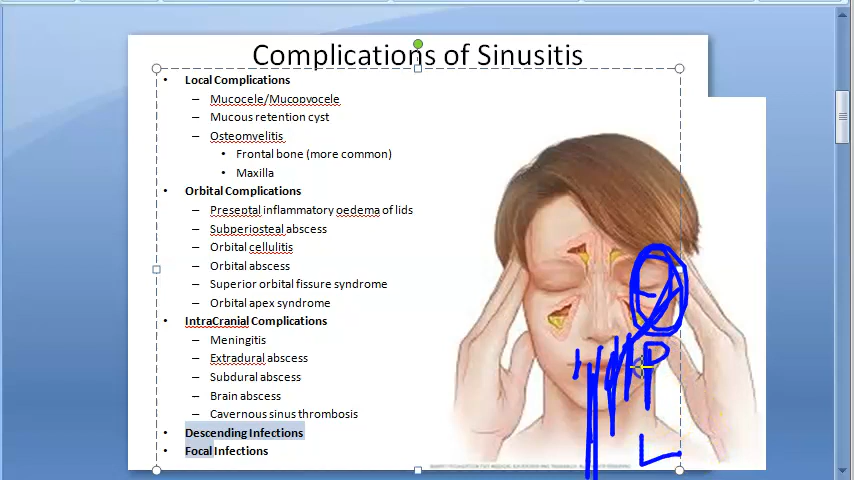 Complications of Sinusitis
• Local Complications
– Mucocele/Mucopyocele
– Mucous retention cyst
– Osteomyelitis
• Frontal bone (more common)
• Maxilla
• Orbital Complications
– Preseptal inflammatory oedema of lids
– Subperiosteal abscess
– Orbital cellulitis
– Orbital abscess
– Superior orbital fissure syndrome
– Orbital apex syndrome
• IntraCranial Complications
– Meningitis
– Extradural abscess
– Subdural abscess
– Brain abscess
– Cavernous sinus thrombosis
• Descending Infections
• Focal Infections
P
L